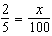 2/5 = x/100